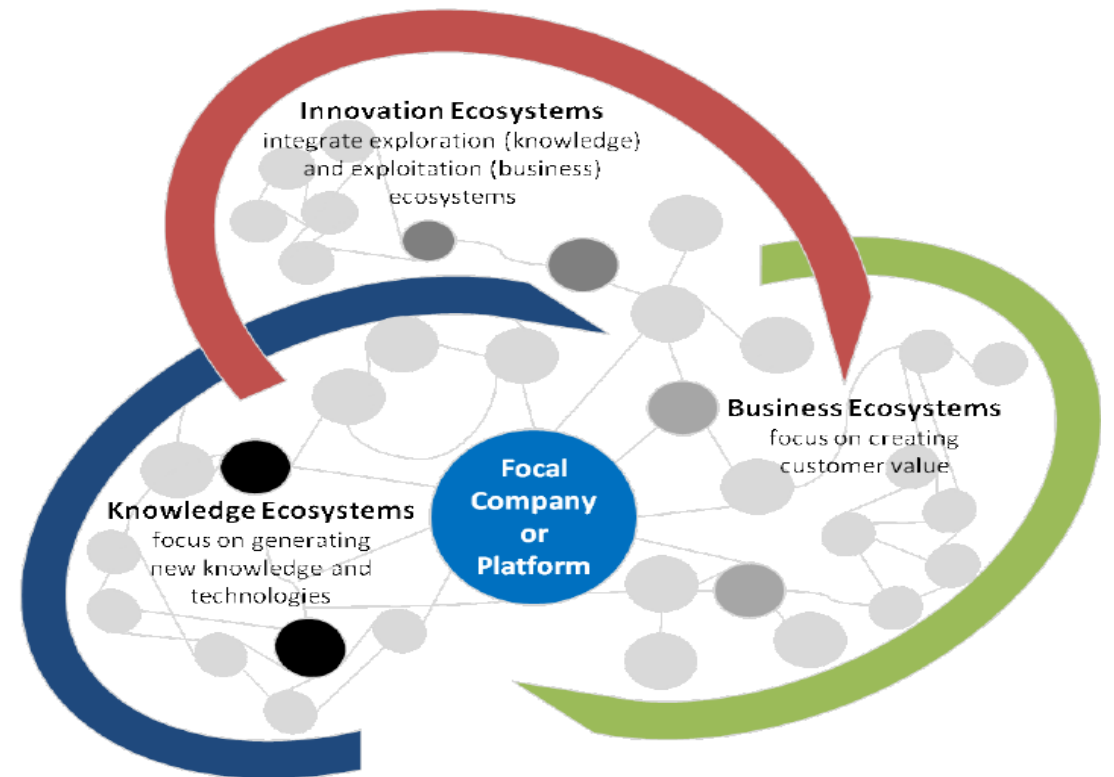 Innovation Ecosystems
integrate exploration (knowledge)
and exploitation (business)
ecosystems
Business Ecosystems
focus on creating
customer value
Focal
Company
or
Platform
Knowledge Ecosystems
focus on generating
new knowledge and
technologies